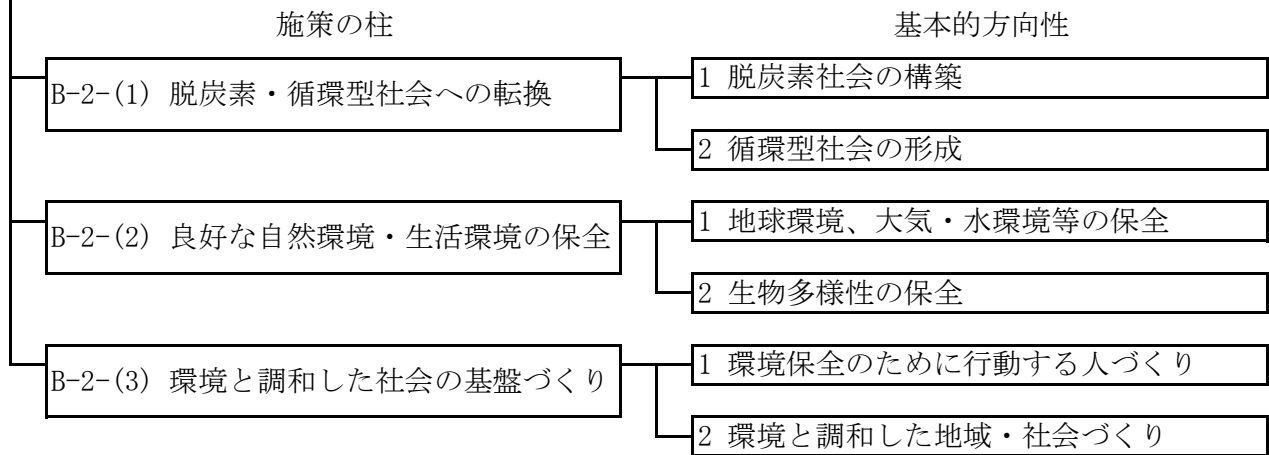 施策の柱
基本的方向性
B-2-(1) 脱炭素・循環型社会への転換
1 脱炭素社会の構築
2 循環型社会の形成
B-2-(2) 良好な自然環境・生活環境の保全
1 地球環境、大気・水環境等の保全
2 生物多様性の保全
B-2-(3) 環境と調和した社会の基盤づくり
1 環境保全のために行動する人づくり
2 環境と調和した地域・社会づくり